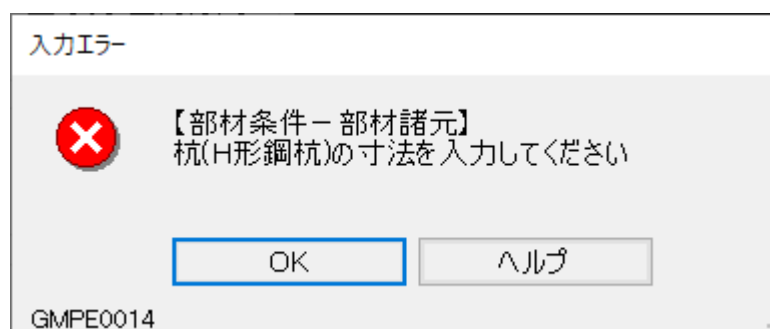 入力エラー
【部材条件－部材諸元】
杭(H形鋼杭)の寸法を入力してください
OK
ヘルプ
GMPE0014